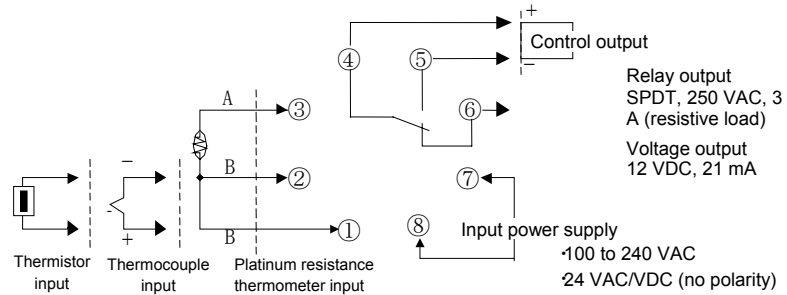 +
④
⑤
Control output
−
A
③
⑥
Relay output
SPDT, 250 VAC, 3
A (resistive load)
Voltage output
12 VDC, 21 mA
−
B
②
⑦
+
B
①
⑧
Input power supply
•100 to 240 VAC
•24 VAC/VDC (no polarity)
Thermistor
input
Thermocouple
input
Platinum resistance
thermometer input